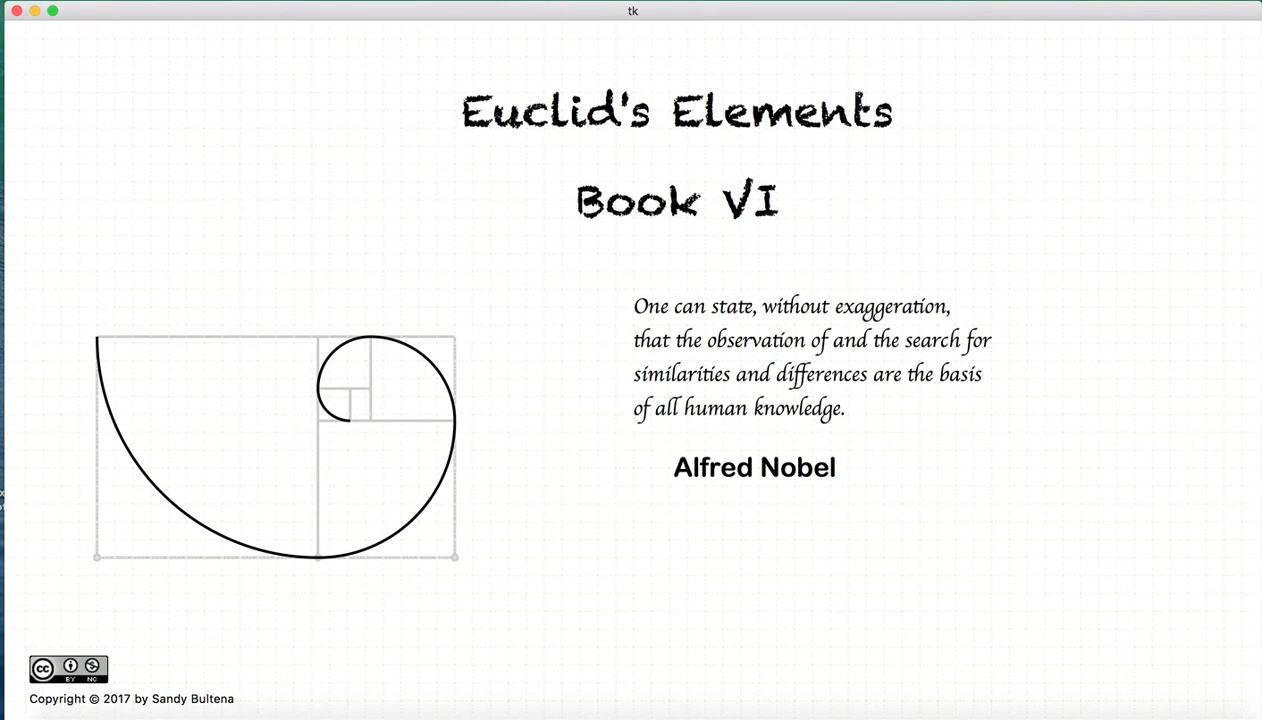 tk
Euclid's Elements
Book VI
One can state, without exaggeration,
that the observation of and the search for
similarities and differences are the basis
of all human knowledge.
Alfred Nobel
cc
BY NC
Copyright © 2017 by Sandy Bultena